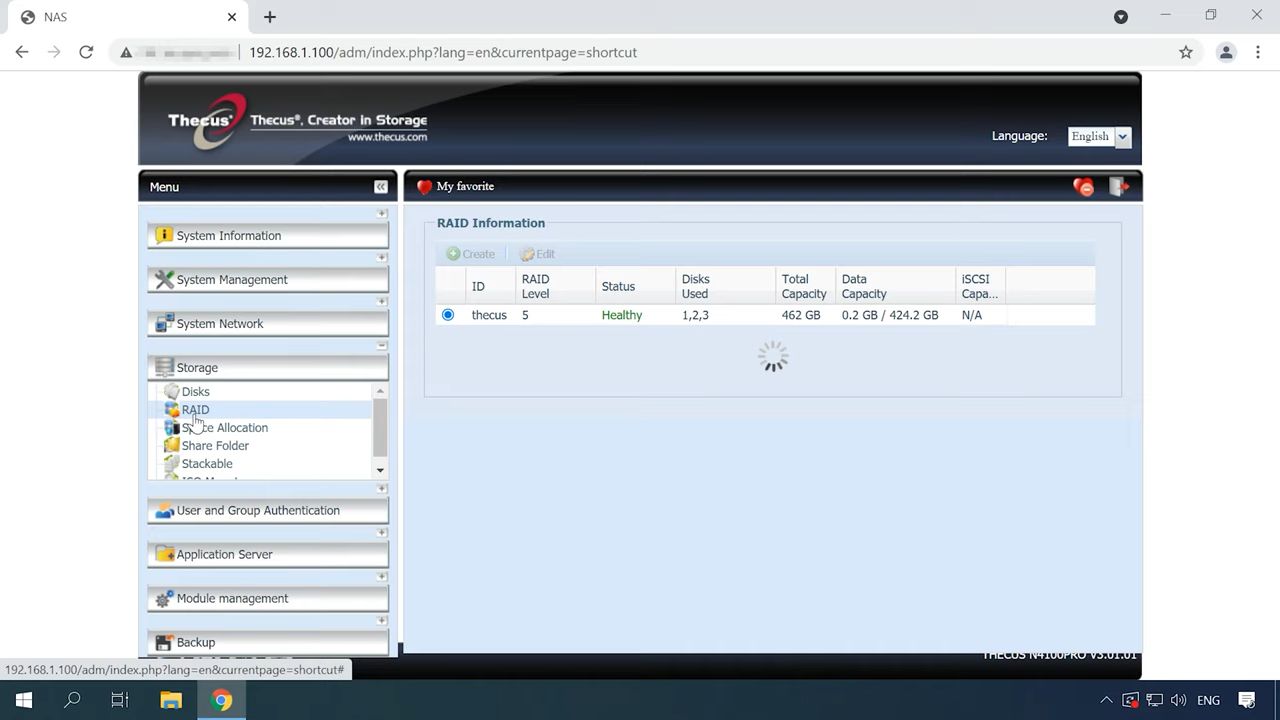 NAS
192.168.1.100/adm/index.php?lang=en&currentpage=shortcut
Thecus® Thecus®, Creator in Storage
www.thecus.com
Language: English
Menu
My favorite
System Information
System Management
System Network
Storage
Disks
RAID
Space Allocation
Share Folder
Stackable
User and Group Authentication
Application Server
Module management
Backup
RAID Information
Create
Edit
ID RAID Level Status Disks Used Total Capacity Data Capacity iSCSI Capa...
thecus 5 Healthy 1,2,3 462 GB 0.2 GB / 424.2 GB N/A
THECUS N4100PRO V3.01.01
192.168.1.100/adm/index.php?lang=en&currentpage=shortcut#
ENG